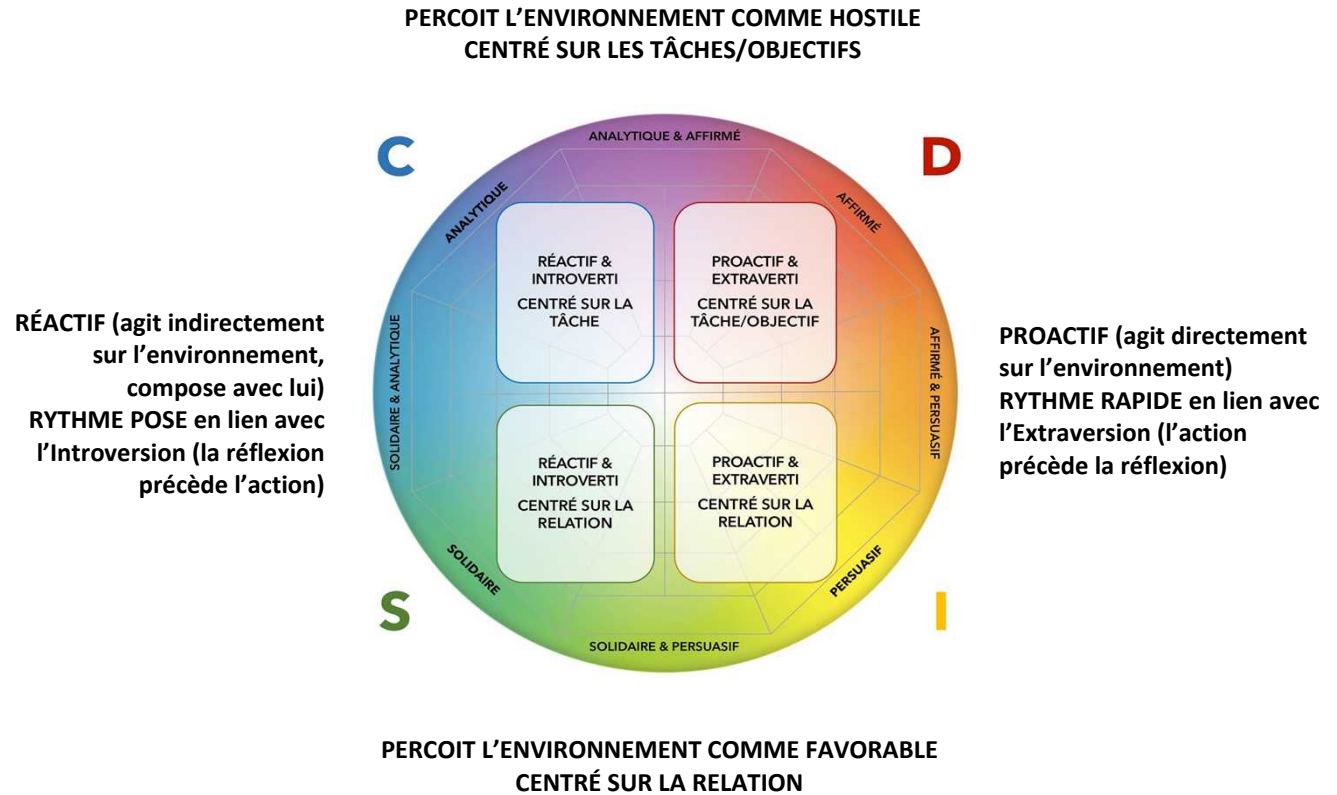 PERCOIT L’ENVIRONNEMENT COMME HOSTILE
CENTRÉ SUR LES TÂCHES/OBJECTIFS
C
D
ANALYTIQUE & AFFIRMÉ
ANALYTIQUE
AFFIRMÉ
RÉACTIF &
INTROVERTI
CENTRÉ SUR LA
TÂCHE
PROACTIF &
EXTRAVERTI
CENTRÉ SUR LA
TÂCHE/OBJECTIF
RÉACTIF (agit indirectement
sur l’environnement,
compose avec lui)
RYTHME POSE en lien avec
l’Introversion (la réflexion
précède l’action)
SOLIDAIRE & ANALYTIQUE
AFFIRMÉ & PERSUASIF
PROACTIF (agit directement
sur l’environnement)
RYTHME RAPIDE en lien avec
l’Extraversion (l’action
précède la réflexion)
RÉACTIF &
INTROVERTI
CENTRÉ SUR LA
RELATION
PROACTIF &
EXTRAVERTI
CENTRÉ SUR LA
RELATION
SOLIDAIRE
PERSUASIF
S
I
SOLIDAIRE & PERSUASIF
PERCOIT L’ENVIRONNEMENT COMME FAVORABLE
CENTRÉ SUR LA RELATION